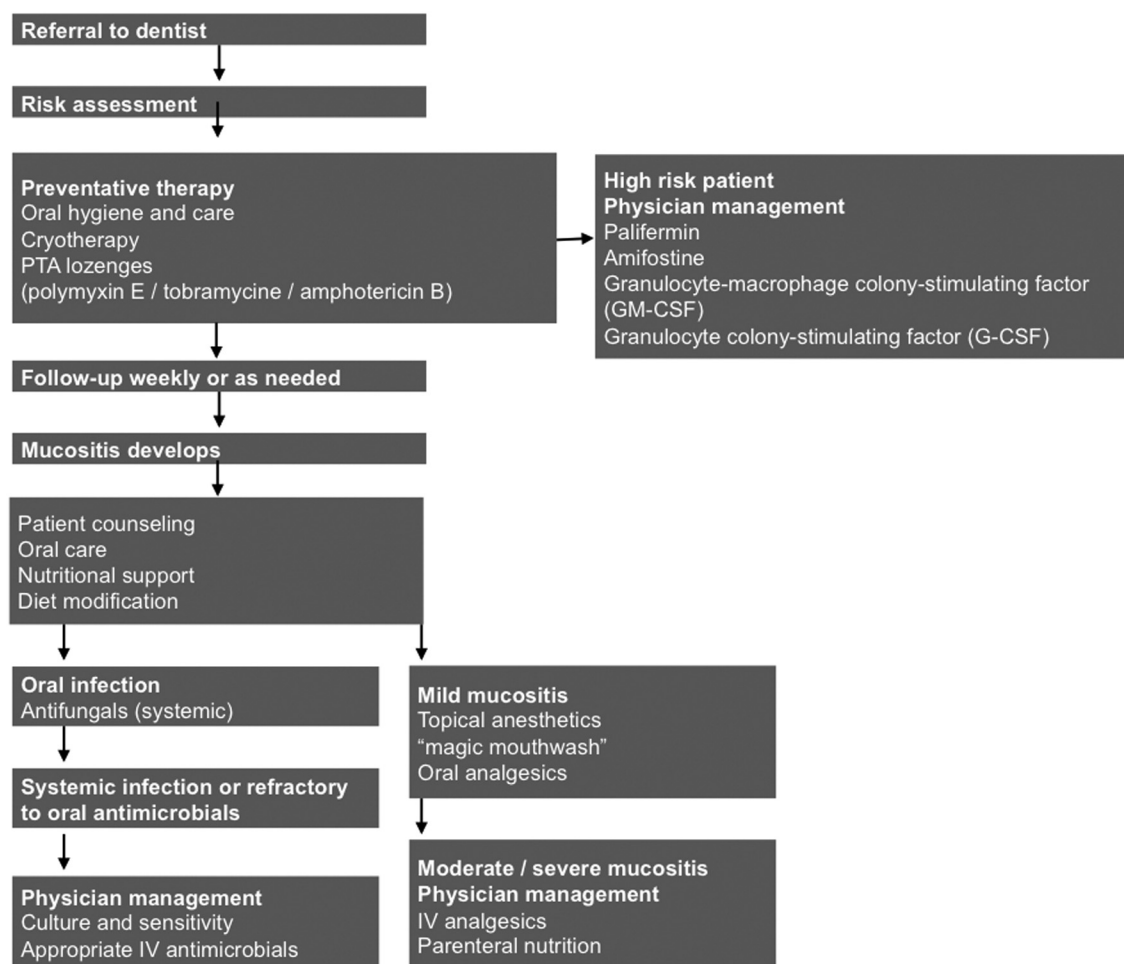 Referral to dentist
Risk assessment
Preventative therapy
Oral hygiene and care
Cryotherapy
PTA lozenges
(polymyxin E / tobramycine / amphotericin B)
High risk patient
Physician management
Palifermin
Amifostine
Granulocyte-macrophage colony-stimulating factor
(GM-CSF)
Granulocyte colony-stimulating factor (G-CSF)
Follow-up weekly or as needed
Mucositis develops
Patient counseling
Oral care
Nutritional support
Diet modification
Oral infection
Antifungals (systemic)
Systemic infection or refractory
to oral antimicrobials
Physician management
Culture and sensitivity
Appropriate IV antimicrobials
Mild mucositis
Topical anesthetics
“magic mouthwash”
Oral analgesics
Moderate / severe mucositis
Physician management
IV analgesics
Parenteral nutrition